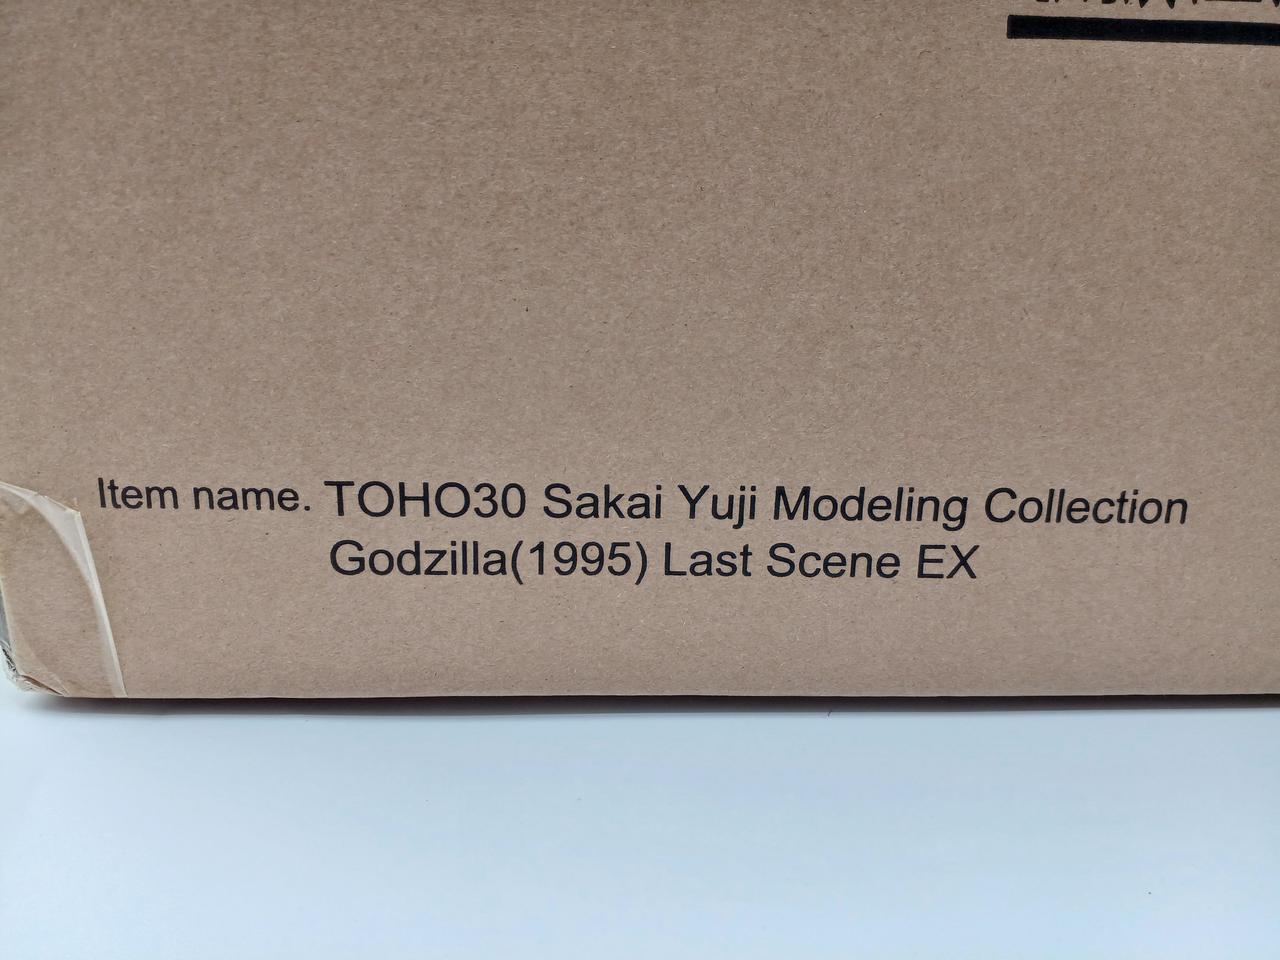 Item name. TOHO30 Sakai Yuji Modeling Collection
Godzilla(1995) Last Scene EX